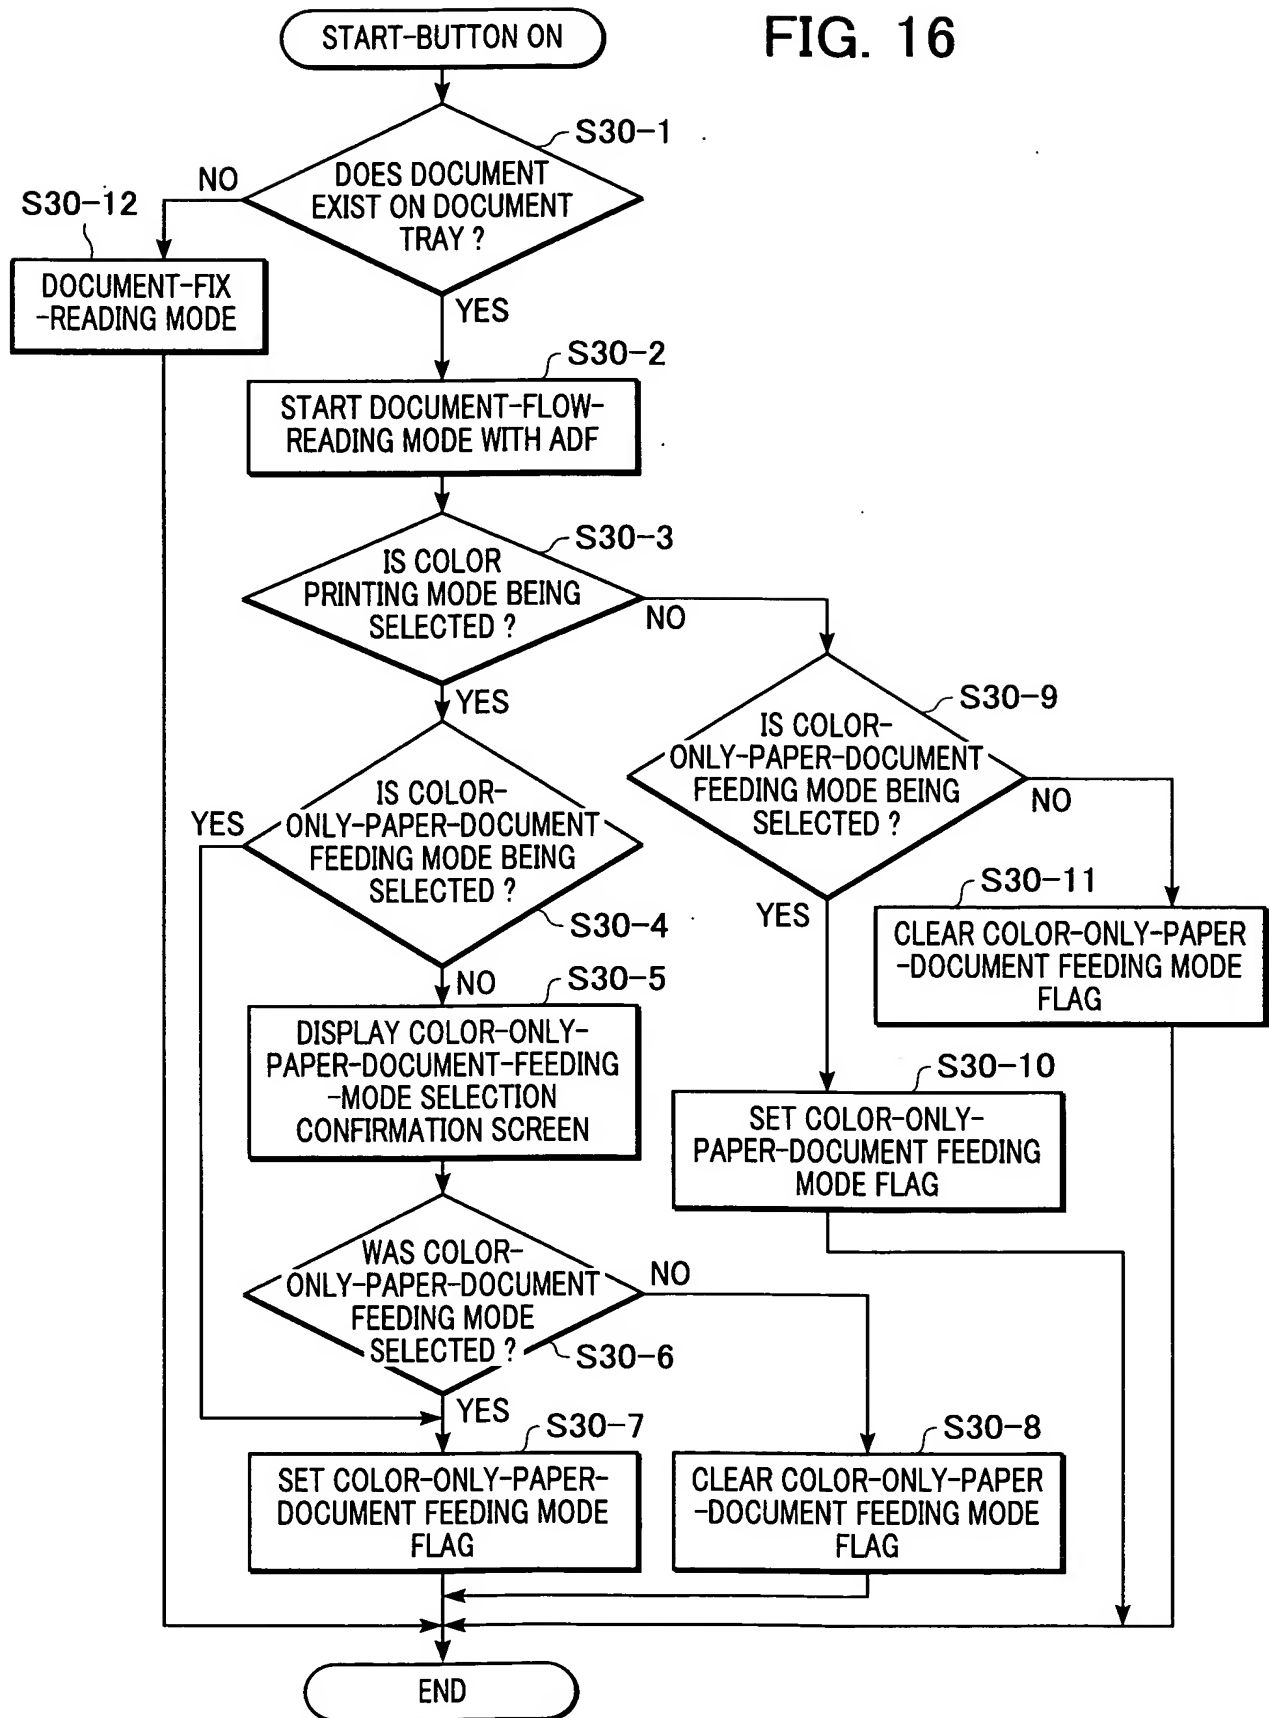 FIG. 16
START-BUTTON ON
S30-1
DOES DOCUMENT
EXIST ON DOCUMENT
TRAY ?
NO
YES
S30-12
DOCUMENT-FIX
-READING MODE
S30-2
START DOCUMENT-FLOW-
READING MODE WITH ADF
S30-3
IS COLOR
PRINTING MODE BEING
SELECTED ?
NO
YES
S30-9
IS COLOR-
ONLY-PAPER-DOCUMENT
FEEDING MODE BEING
SELECTED ?
NO
YES
IS COLOR-
ONLY-PAPER-DOCUMENT
FEEDING MODE BEING
SELECTED ?
YES
S30-4
NO
S30-11
CLEAR COLOR-ONLY-PAPER
-DOCUMENT FEEDING MODE
FLAG
S30-5
DISPLAY COLOR-ONLY-
PAPER-DOCUMENT-FEEDING
-MODE SELECTION
CONFIRMATION SCREEN
S30-10
SET COLOR-ONLY-
PAPER-DOCUMENT FEEDING
MODE FLAG
WAS COLOR-
ONLY-PAPER-DOCUMENT
FEEDING MODE
SELECTED ?
NO
S30-6
YES
S30-7
SET COLOR-ONLY-PAPER-
DOCUMENT FEEDING MODE
FLAG
S30-8
CLEAR COLOR-ONLY-PAPER
-DOCUMENT FEEDING MODE
FLAG
END